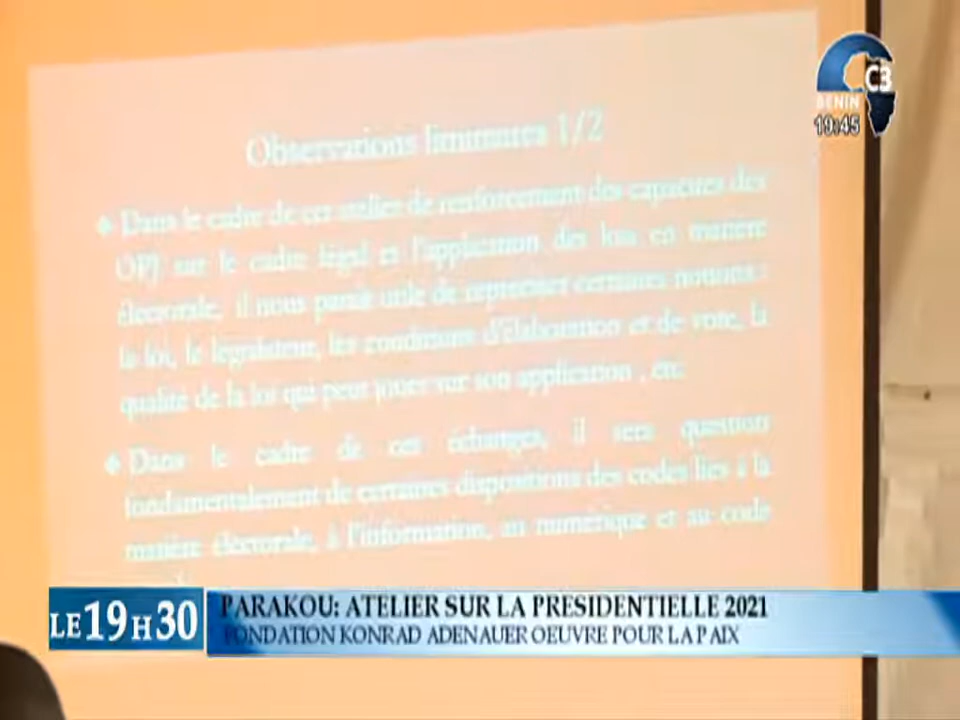 C3
BENIN
19:45
Observations liminaires 1/2
❖ Dans le cadre de cet atelier de renforcement des capacités des
OPJ sur le cadre légal et l'application des lois en matière
électorale, il nous parait utile de repréciser certaines notions :
la loi, le législateur, les conditions d'élaboration et de vote, la
qualité de la loi qui peut jouer sur son application , etc.
❖ Dans le cadre de ces échanges, il sera question
fondamentalement de certaines dispositions des codes liés à la
matière électorale, à l'information, au numérique et au code
LE 19 H 30
PARAKOU: ATELIER SUR LA PRESIDENTIELLE 2021
FONDATION KONRAD ADENAUER OEUVRE POUR LA PAIX